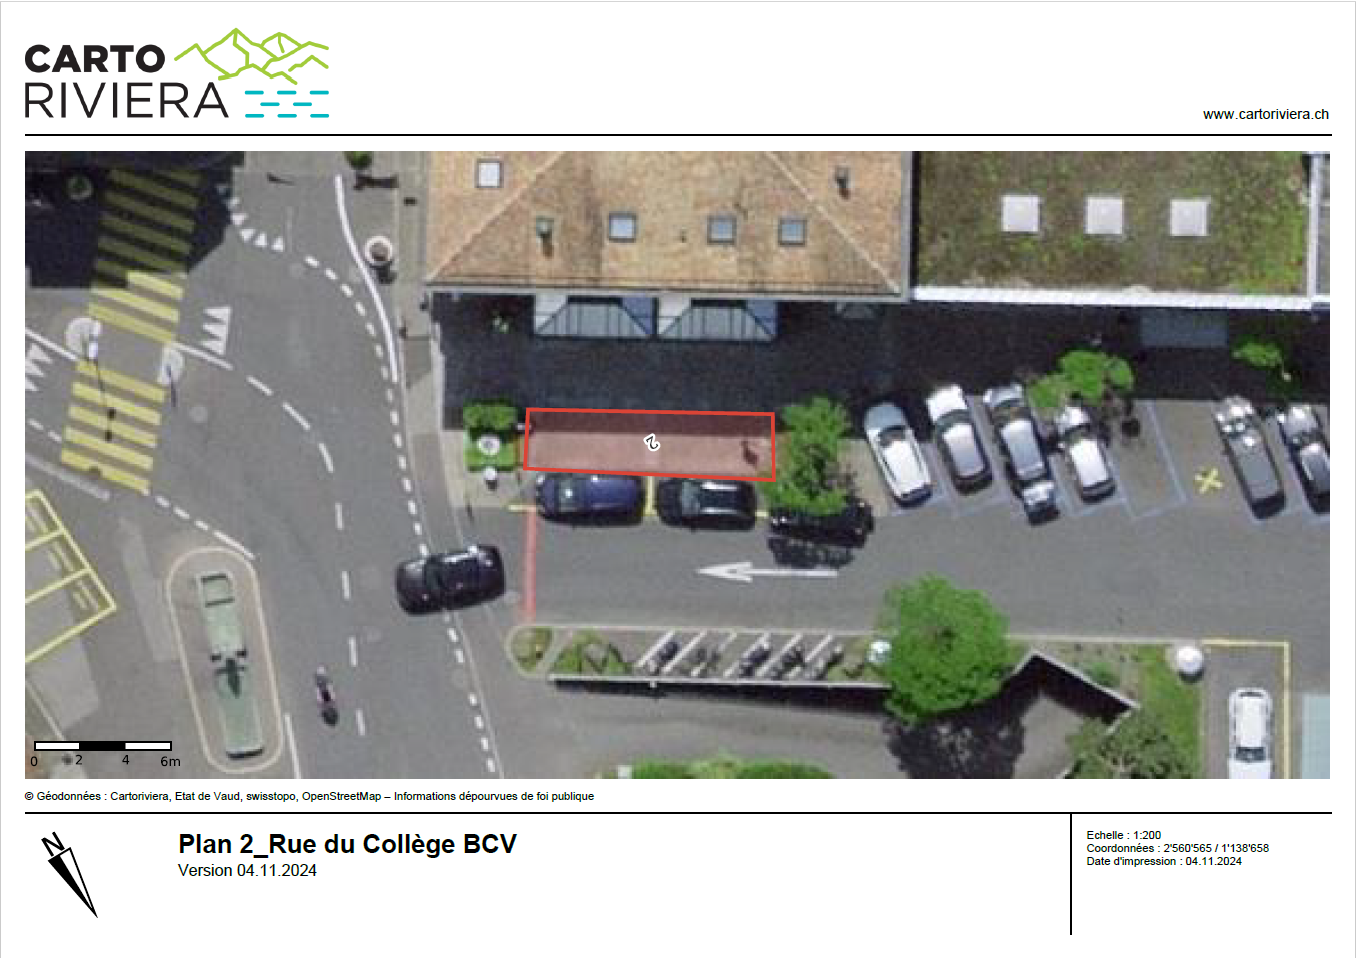 CARTO
RIVIERA
www.cartoriviera.ch
2
0 2 4 6m
© Géodonnées : Cartoriviera, Etat de Vaud, swisstopo, OpenStreetMap – Informations dépourvues de foi publique
N
Plan 2_Rue du Collège BCV
Version 04.11.2024
Echelle : 1:200
Coordonnées : 2'560'565 / 1'138'658
Date d'impression : 04.11.2024